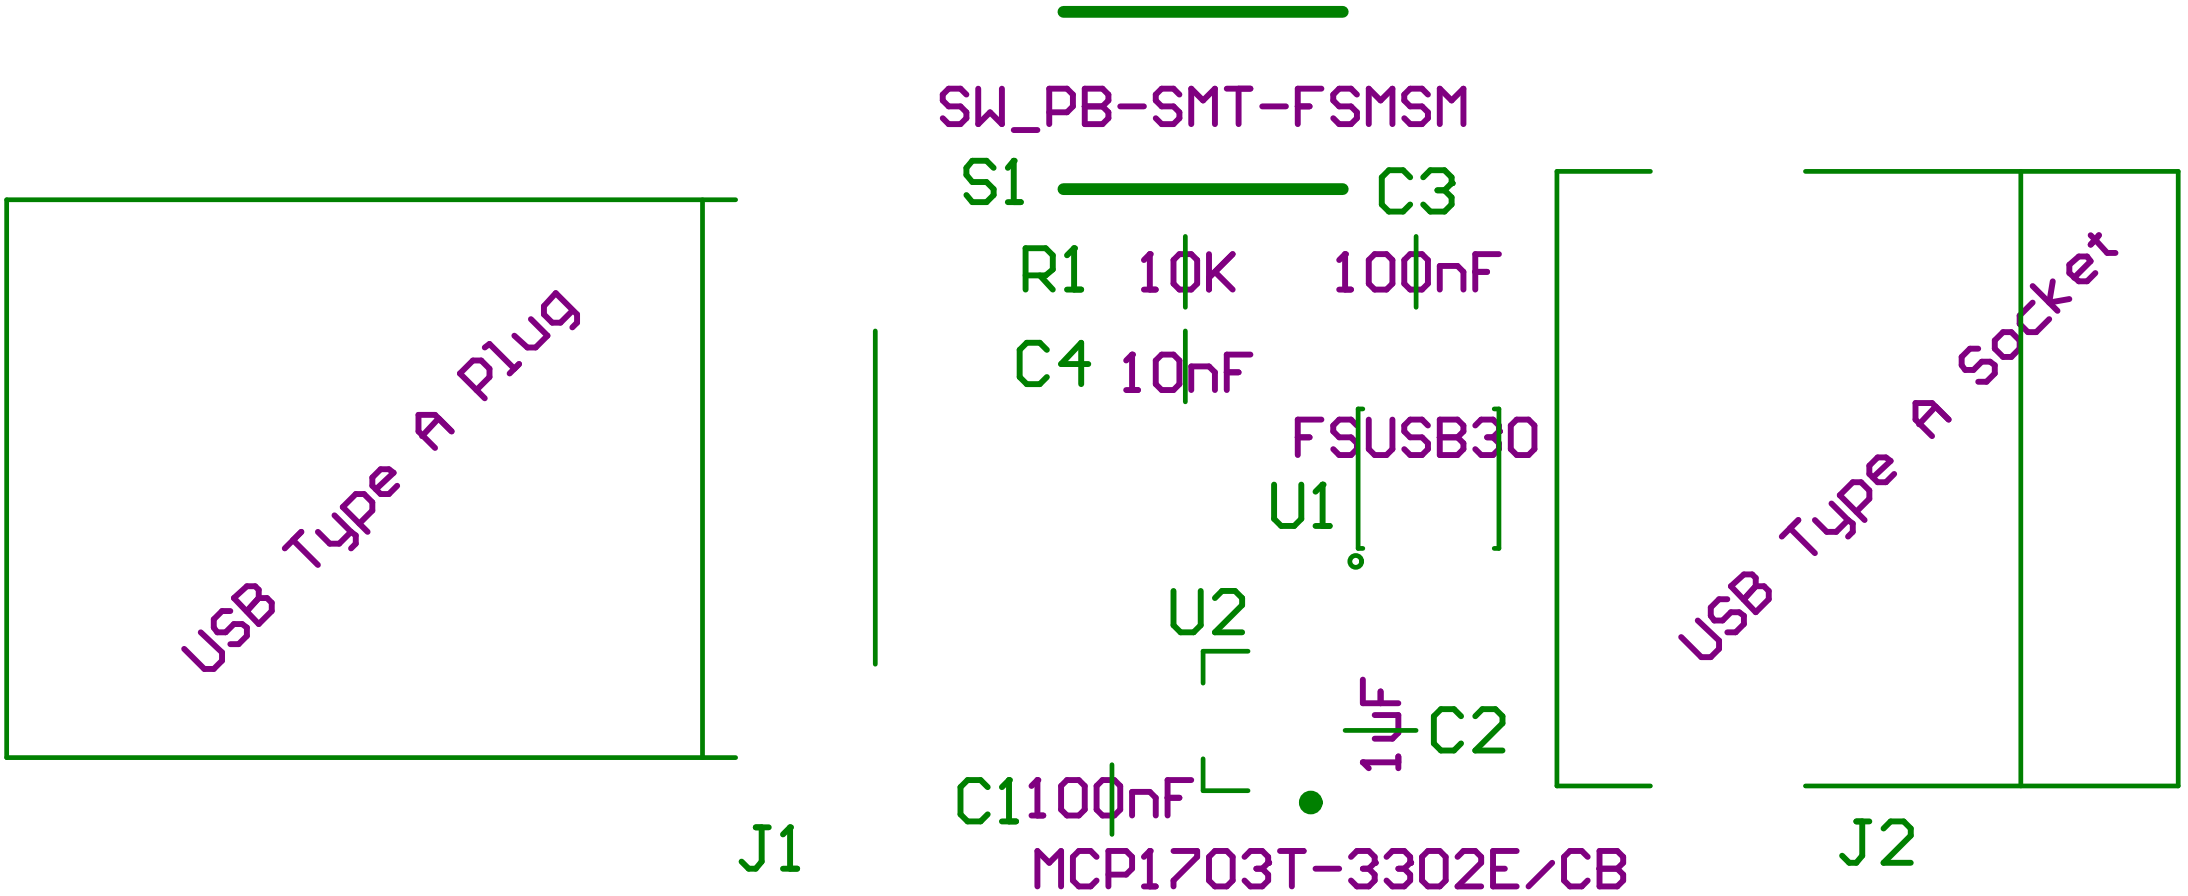 SW_PB-SMT-FSMSM
S1
C3
R1 10K 100nF
C4 10nF
FSUSB30
U1
U2
USB Type A Plug
USB Type A Socket
1uF C2
C1 100nF
J1
J2
MCP1703T-3302E/CB